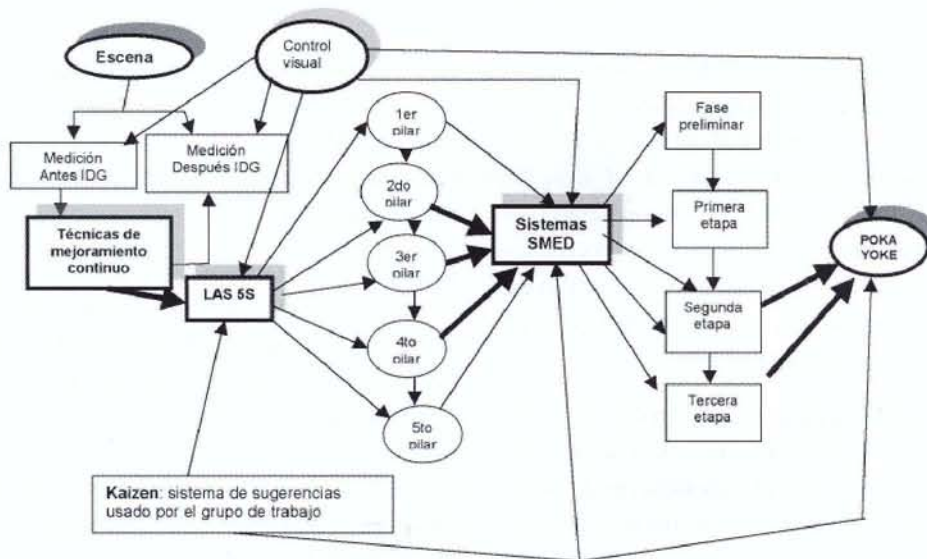 Escena
Control
visual
Medición
Antes IDG
Medición
Después IDG
Técnicas de
mejoramiento
continuo
LAS 5S
1er
pilar
2do
pilar
3er
pilar
4to
pilar
5to
pilar
Sistemas
SMED
Fase
preliminar
Primera
etapa
Segunda
etapa
Tercera
etapa
POKA
YOKE
Kaizen: sistema de sugerencias
usado por el grupo de trabajo